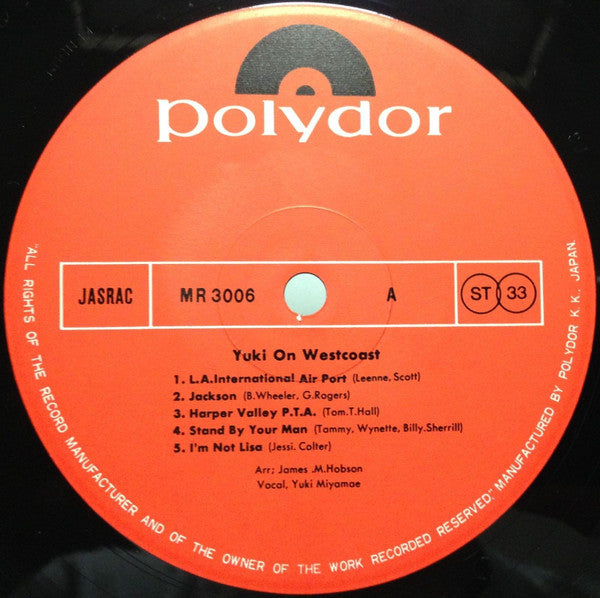 polydor
JASRAC MR 3006 A ST 33
Yuki On Westcoast
1. L.A.International Air Port (Leenne, Scott)
2. Jackson (B.Wheeler, G.Rogers)
3. Harper Valley P.T.A. (Tom.T.Hall)
4. Stand By Your Man (Tammy, Wynette, Billy.Sherrill)
5. I'm Not Lisa (Jessi. Colter)
Arr; James .M.Hobson
Vocal, Yuki Miyamae
"ALL RIGHTS OF THE RECORD MANUFACTURER AND OF THE OWNER OF THE WORK RECORDED RESERVED; MANUFACTURED BY POLYDOR K.K., JAPAN.